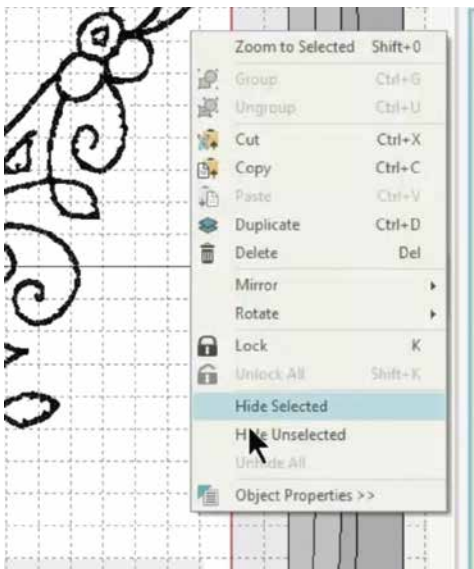 Zoom to Selected Shift+0
Group Ctrl+G
Ungroup Ctrl+U
Cut Ctrl+X
Copy Ctrl+C
Paste Ctrl+V
Duplicate Ctrl+D
Delete Del
Mirror
Rotate
Lock K
Unlock All Shift+K
Hide Selected
Hide Unselected
Unhide All
Object Properties >>